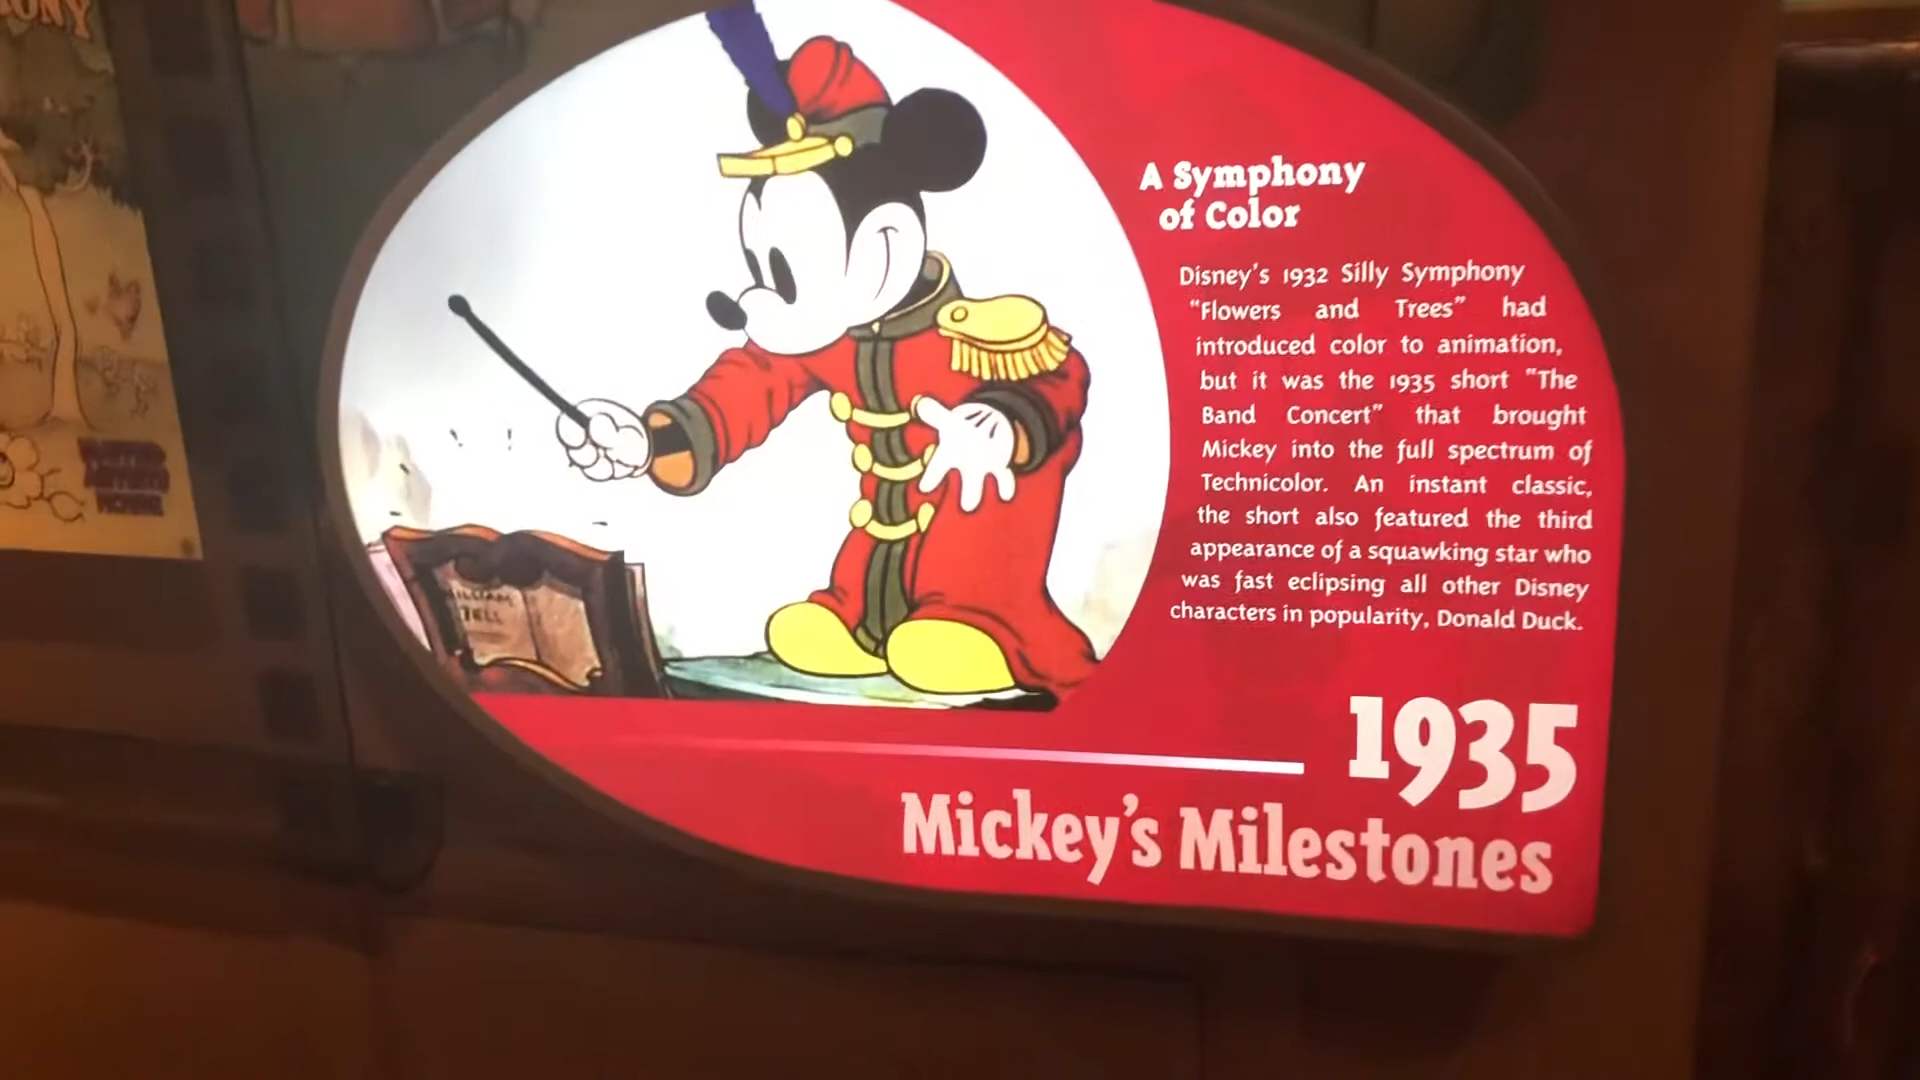 A Symphony
of Color
Disney's 1932 Silly Symphony
"Flowers and Trees" had
introduced color to animation,
but it was the 1935 short "The
Band Concert" that brought
Mickey into the full spectrum of
Technicolor. An instant classic,
the short also featured the third
appearance of a squawking star who
was fast eclipsing all other Disney
characters in popularity, Donald Duck.
1935
Mickey's Milestones
TELL